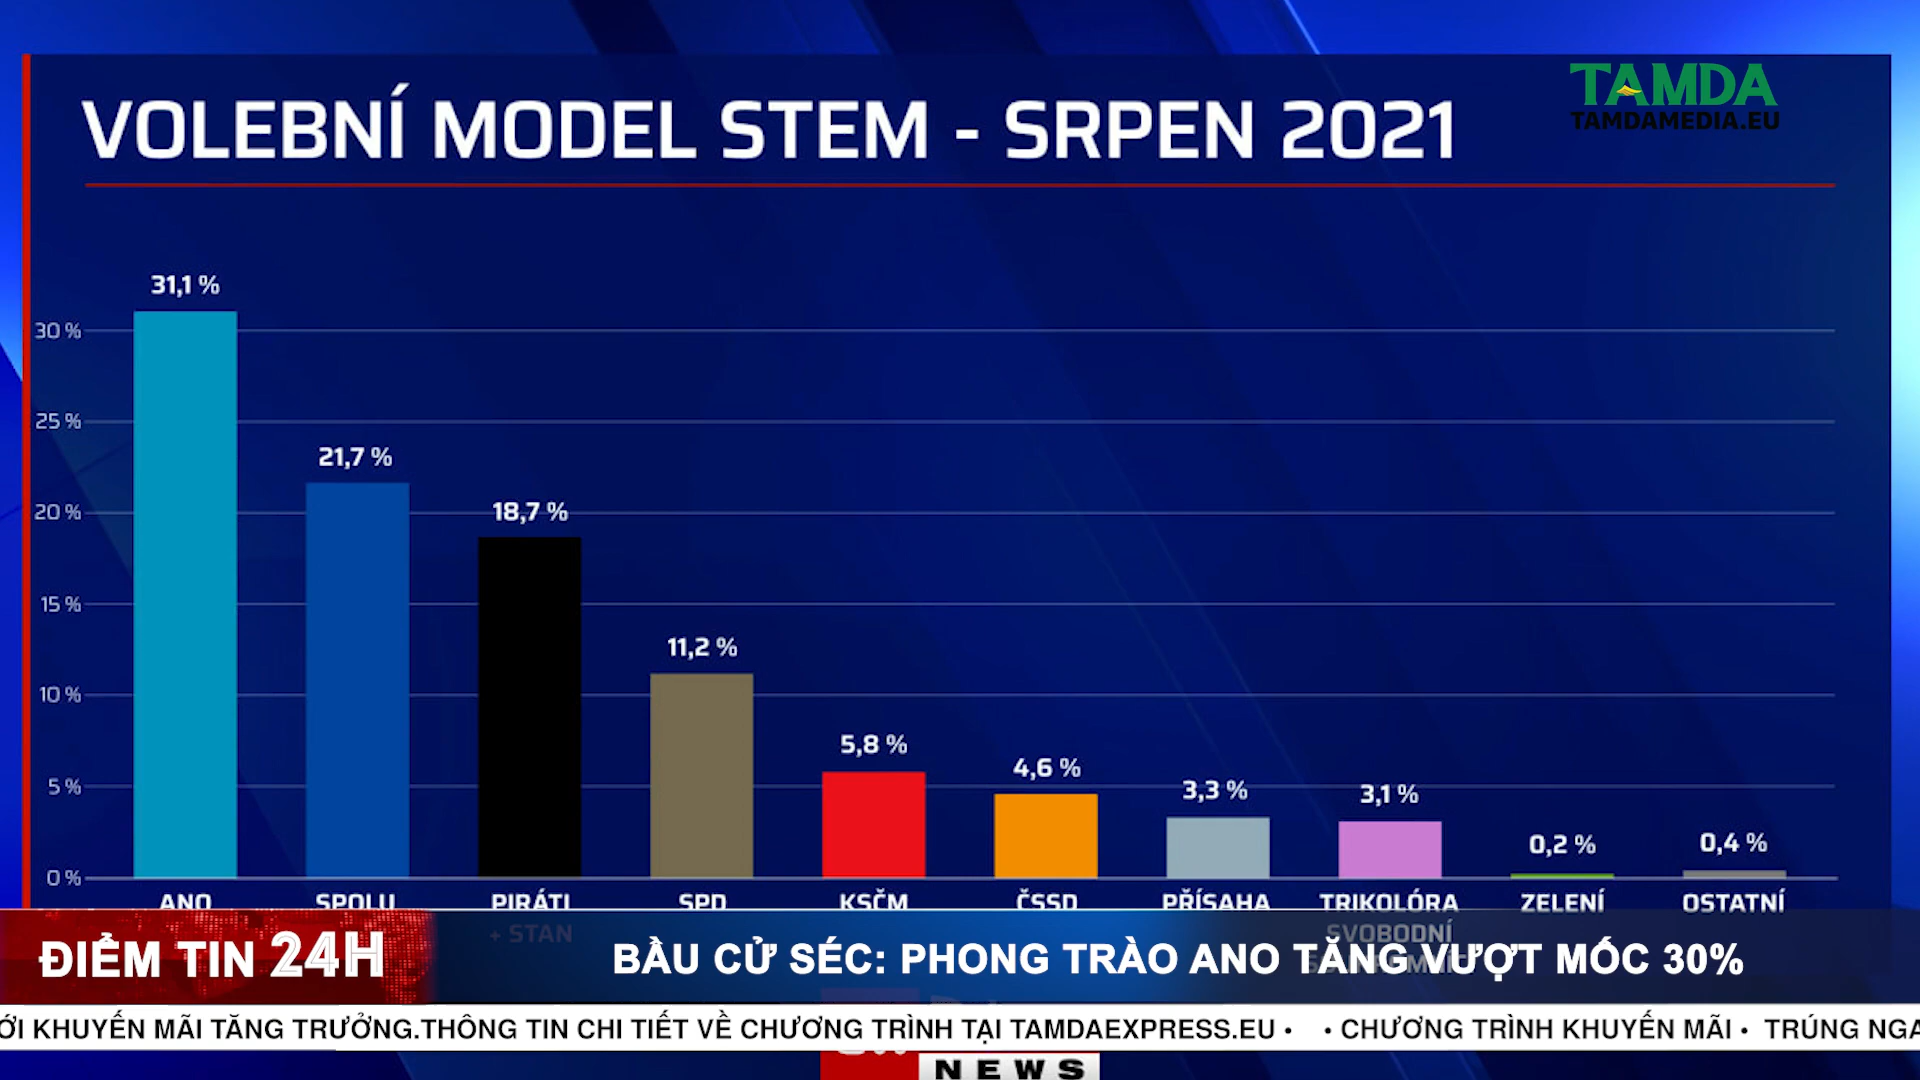 VOLEBNÍ MODEL STEM - SRPEN 2021
TAMDA
TAMDAMEDIA.EU
31,1 %
21,7 %
18,7 %
11,2 %
5,8 %
4,6 %
3,3 %
3,1 %
0,2 %
0,4 %
30 %
25 %
20 %
15 %
10 %
5 %
0 %
ANO
SPOLU
PIRÁTI
+ STAN
SPD
KSČM
ČSSD
PŘÍSAHA
TRIKOLÓRA
SVOBODNÍ
ZELENÍ
OSTATNÍ
ĐIỂM TIN 24H
BẦU CỬ SÉC: PHONG TRÀO ANO TĂNG VƯỢT MỐC 30%
ỚI KHUYẾN MÃI TĂNG TRƯỞNG.THÔNG TIN CHI TIẾT VỀ CHƯƠNG TRÌNH TẠI TAMDAEXPRESS.EU • • CHƯƠNG TRÌNH KHUYẾN MÃI • TRÚNG NGA
NEWS